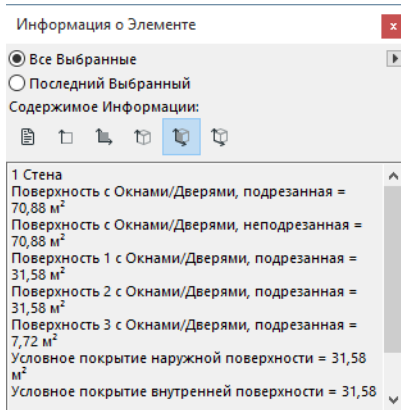 Информация о Элементе
x
Все Выбранные
Последний Выбранный
Содержимое Информации:
1 Стена
Поверхность с Окнами/Дверями, подрезанная =
70,88 м²
Поверхность с Окнами/Дверями, неподрезанная =
70,88 м²
Поверхность 1 с Окнами/Дверями, подрезанная =
31,58 м²
Поверхность 2 с Окнами/Дверями, подрезанная =
31,58 м²
Поверхность 3 с Окнами/Дверями, подрезанная =
7,72 м²
Условное покрытие наружной поверхности = 31,58
м²
Условное покрытие внутренней поверхности = 31,58